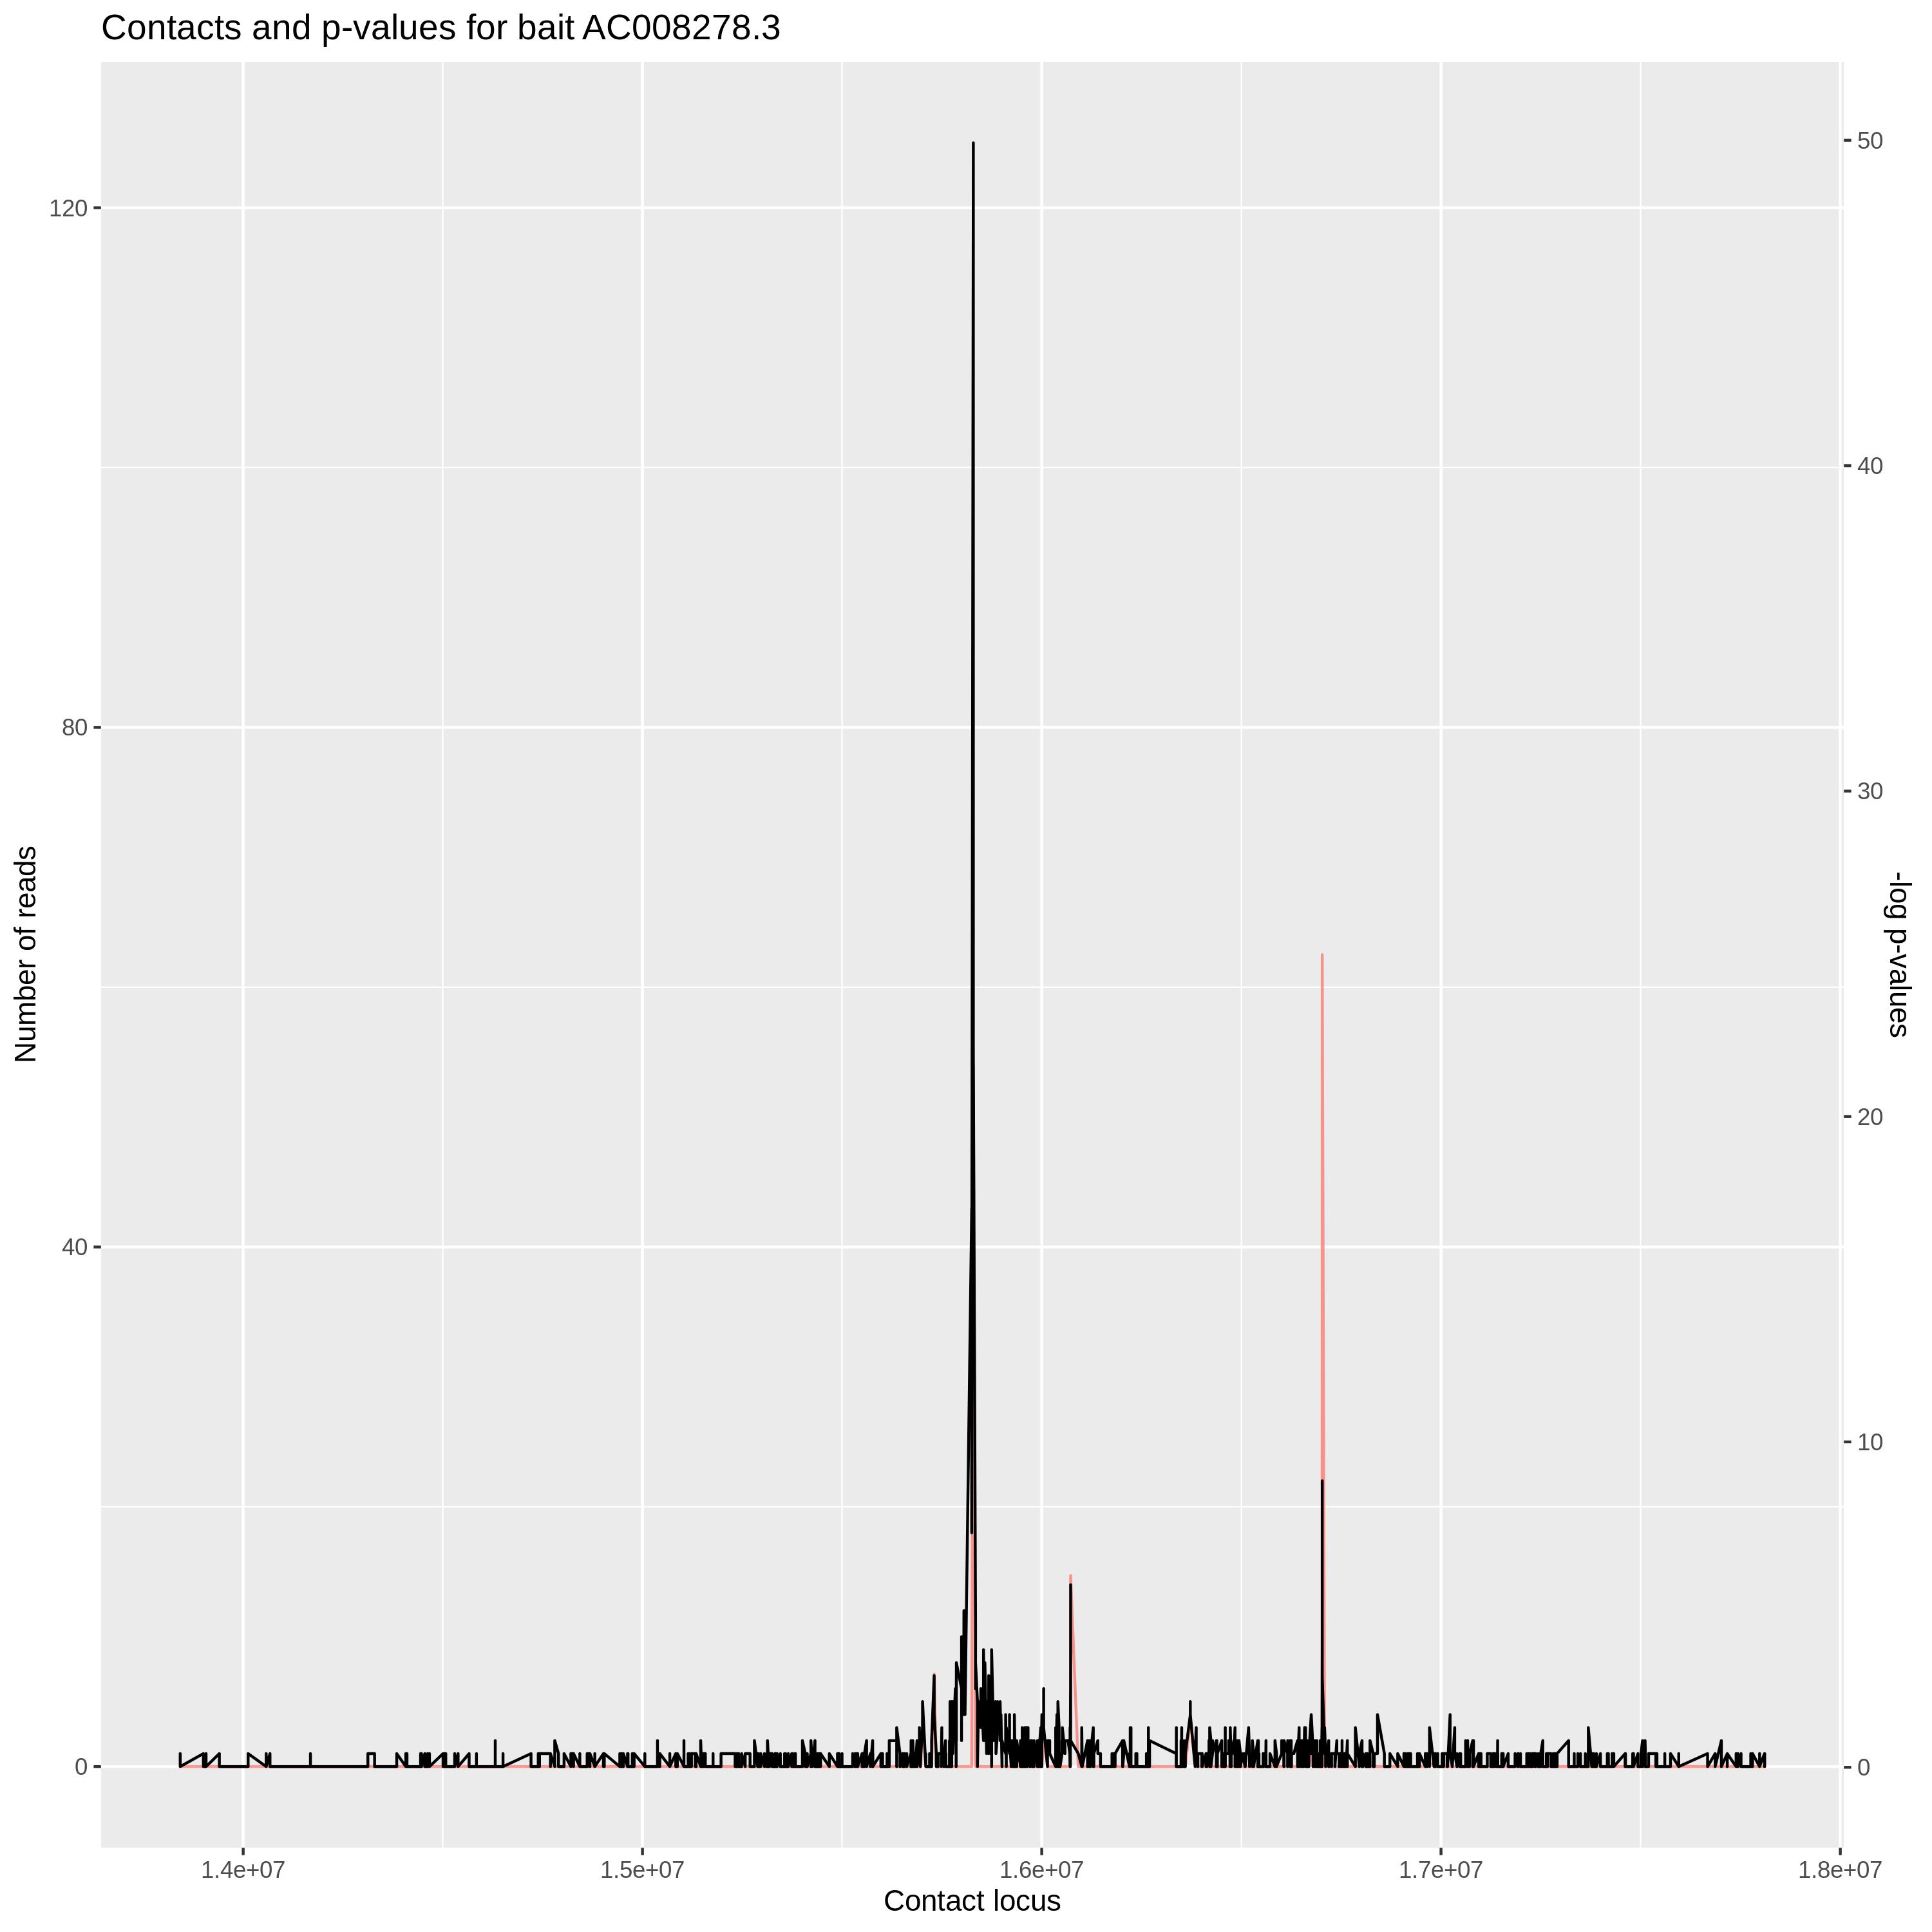 Contacts and p-values for bait AC008278.3
120
80
40
0
Number of reads
50
40
30
20
10
0
-log p-values
1.4e+07 1.5e+07 1.6e+07 1.7e+07 1.8e+07
Contact locus